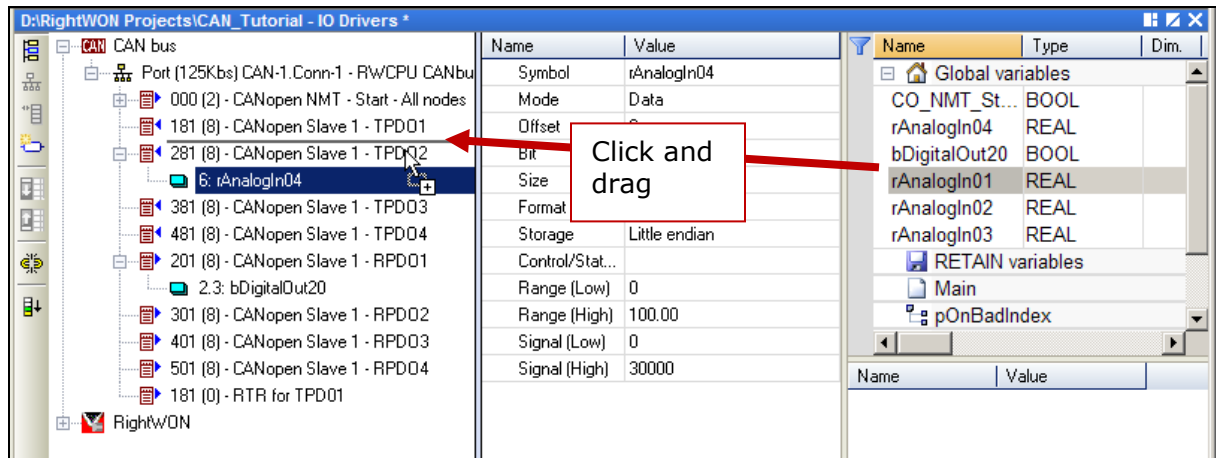 D:\RightWON Projects\CAN_Tutorial - IO Drivers *
CAN CAN bus
Port (125Kbs) CAN-1.Conn-1 - RWCPU CANbu
000 (2) - CANopen NMT - Start - All nodes
181 (8) - CANopen Slave 1 - TPDO1
281 (8) - CANopen Slave 1 - TPDO2
6: rAnalogIn04
381 (8) - CANopen Slave 1 - TPDO3
481 (8) - CANopen Slave 1 - TPDO4
201 (8) - CANopen Slave 1 - RPDO1
2.3: bDigitalOut20
301 (8) - CANopen Slave 1 - RPDO2
401 (8) - CANopen Slave 1 - RPDO3
501 (8) - CANopen Slave 1 - RPDO4
181 (0) - RTR for TPDO1
RightWON
Name Value
Symbol rAnalogIn04
Mode Data
Offset
Bit
Size
Format
Storage Little endian
Control/Stat...
Range (Low) 0
Range (High) 100.00
Signal (Low) 0
Signal (High) 30000
Click and
drag
Name Type Dim.
Global variables
CO_NMT_St... BOOL
rAnalogIn04 REAL
bDigitalOut20 BOOL
rAnalogIn01 REAL
rAnalogIn02 REAL
rAnalogIn03 REAL
RETAIN variables
Main
pOnBadIndex
Name Value